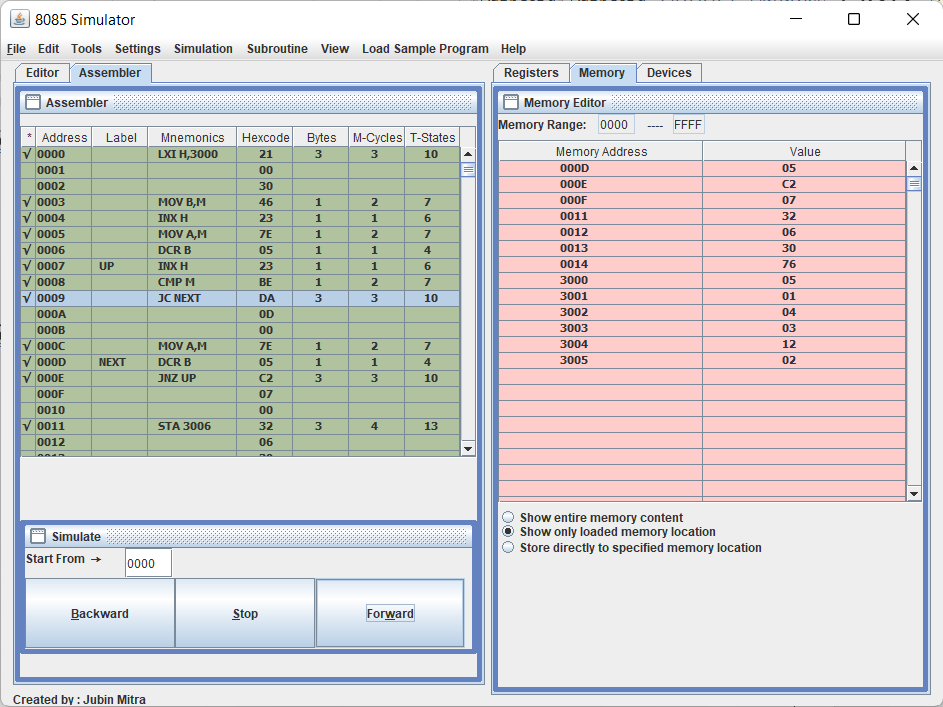 8085 Simulator
File Edit Tools Settings Simulation Subroutine View Load Sample Program Help
Editor Assembler
Assembler
* Address Label Mnemonics Hexcode Bytes M-Cycles T-States
√ 0000 LXI H,3000 21 3 3 10
0001 00
0002 30
√ 0003 MOV B,M 46 1 2 7
√ 0004 INX H 23 1 1 6
√ 0005 MOV A,M 7E 1 2 7
√ 0006 DCR B 05 1 1 4
√ 0007 UP INX H 23 1 1 6
√ 0008 CMP M BE 1 2 7
√ 0009 JC NEXT DA 3 3 10
000A 0D
000B 00
√ 000C MOV A,M 7E 1 2 7
√ 000D NEXT DCR B 05 1 1 4
√ 000E JNZ UP C2 3 3 10
000F 07
0010 00
√ 0011 STA 3006 32 3 4 13
0012 06
Simulate
Start From → 0000
Backward Stop Forward
Created by : Jubin Mitra
Registers Memory Devices
Memory Editor
Memory Range: 0000 ---- FFFF
Memory Address Value
000D 05
000E C2
000F 07
0011 32
0012 06
0013 30
0014 76
3000 05
3001 01
3002 04
3003 03
3004 12
3005 02
Show entire memory content
Show only loaded memory location
Store directly to specified memory location